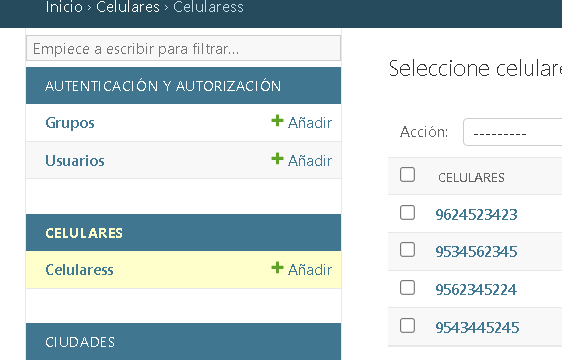 Inicio › Celulares › Celularess
Empiece a escribir para filtrar...
AUTENTICACIÓN Y AUTORIZACIÓN
Grupos + Añadir
Usuarios + Añadir
CELULARES
Celularess + Añadir
CIUDADES
Seleccione celulare
Acción: ---------
CELULARES
9624523423
9534562345
9562345224
9543445245